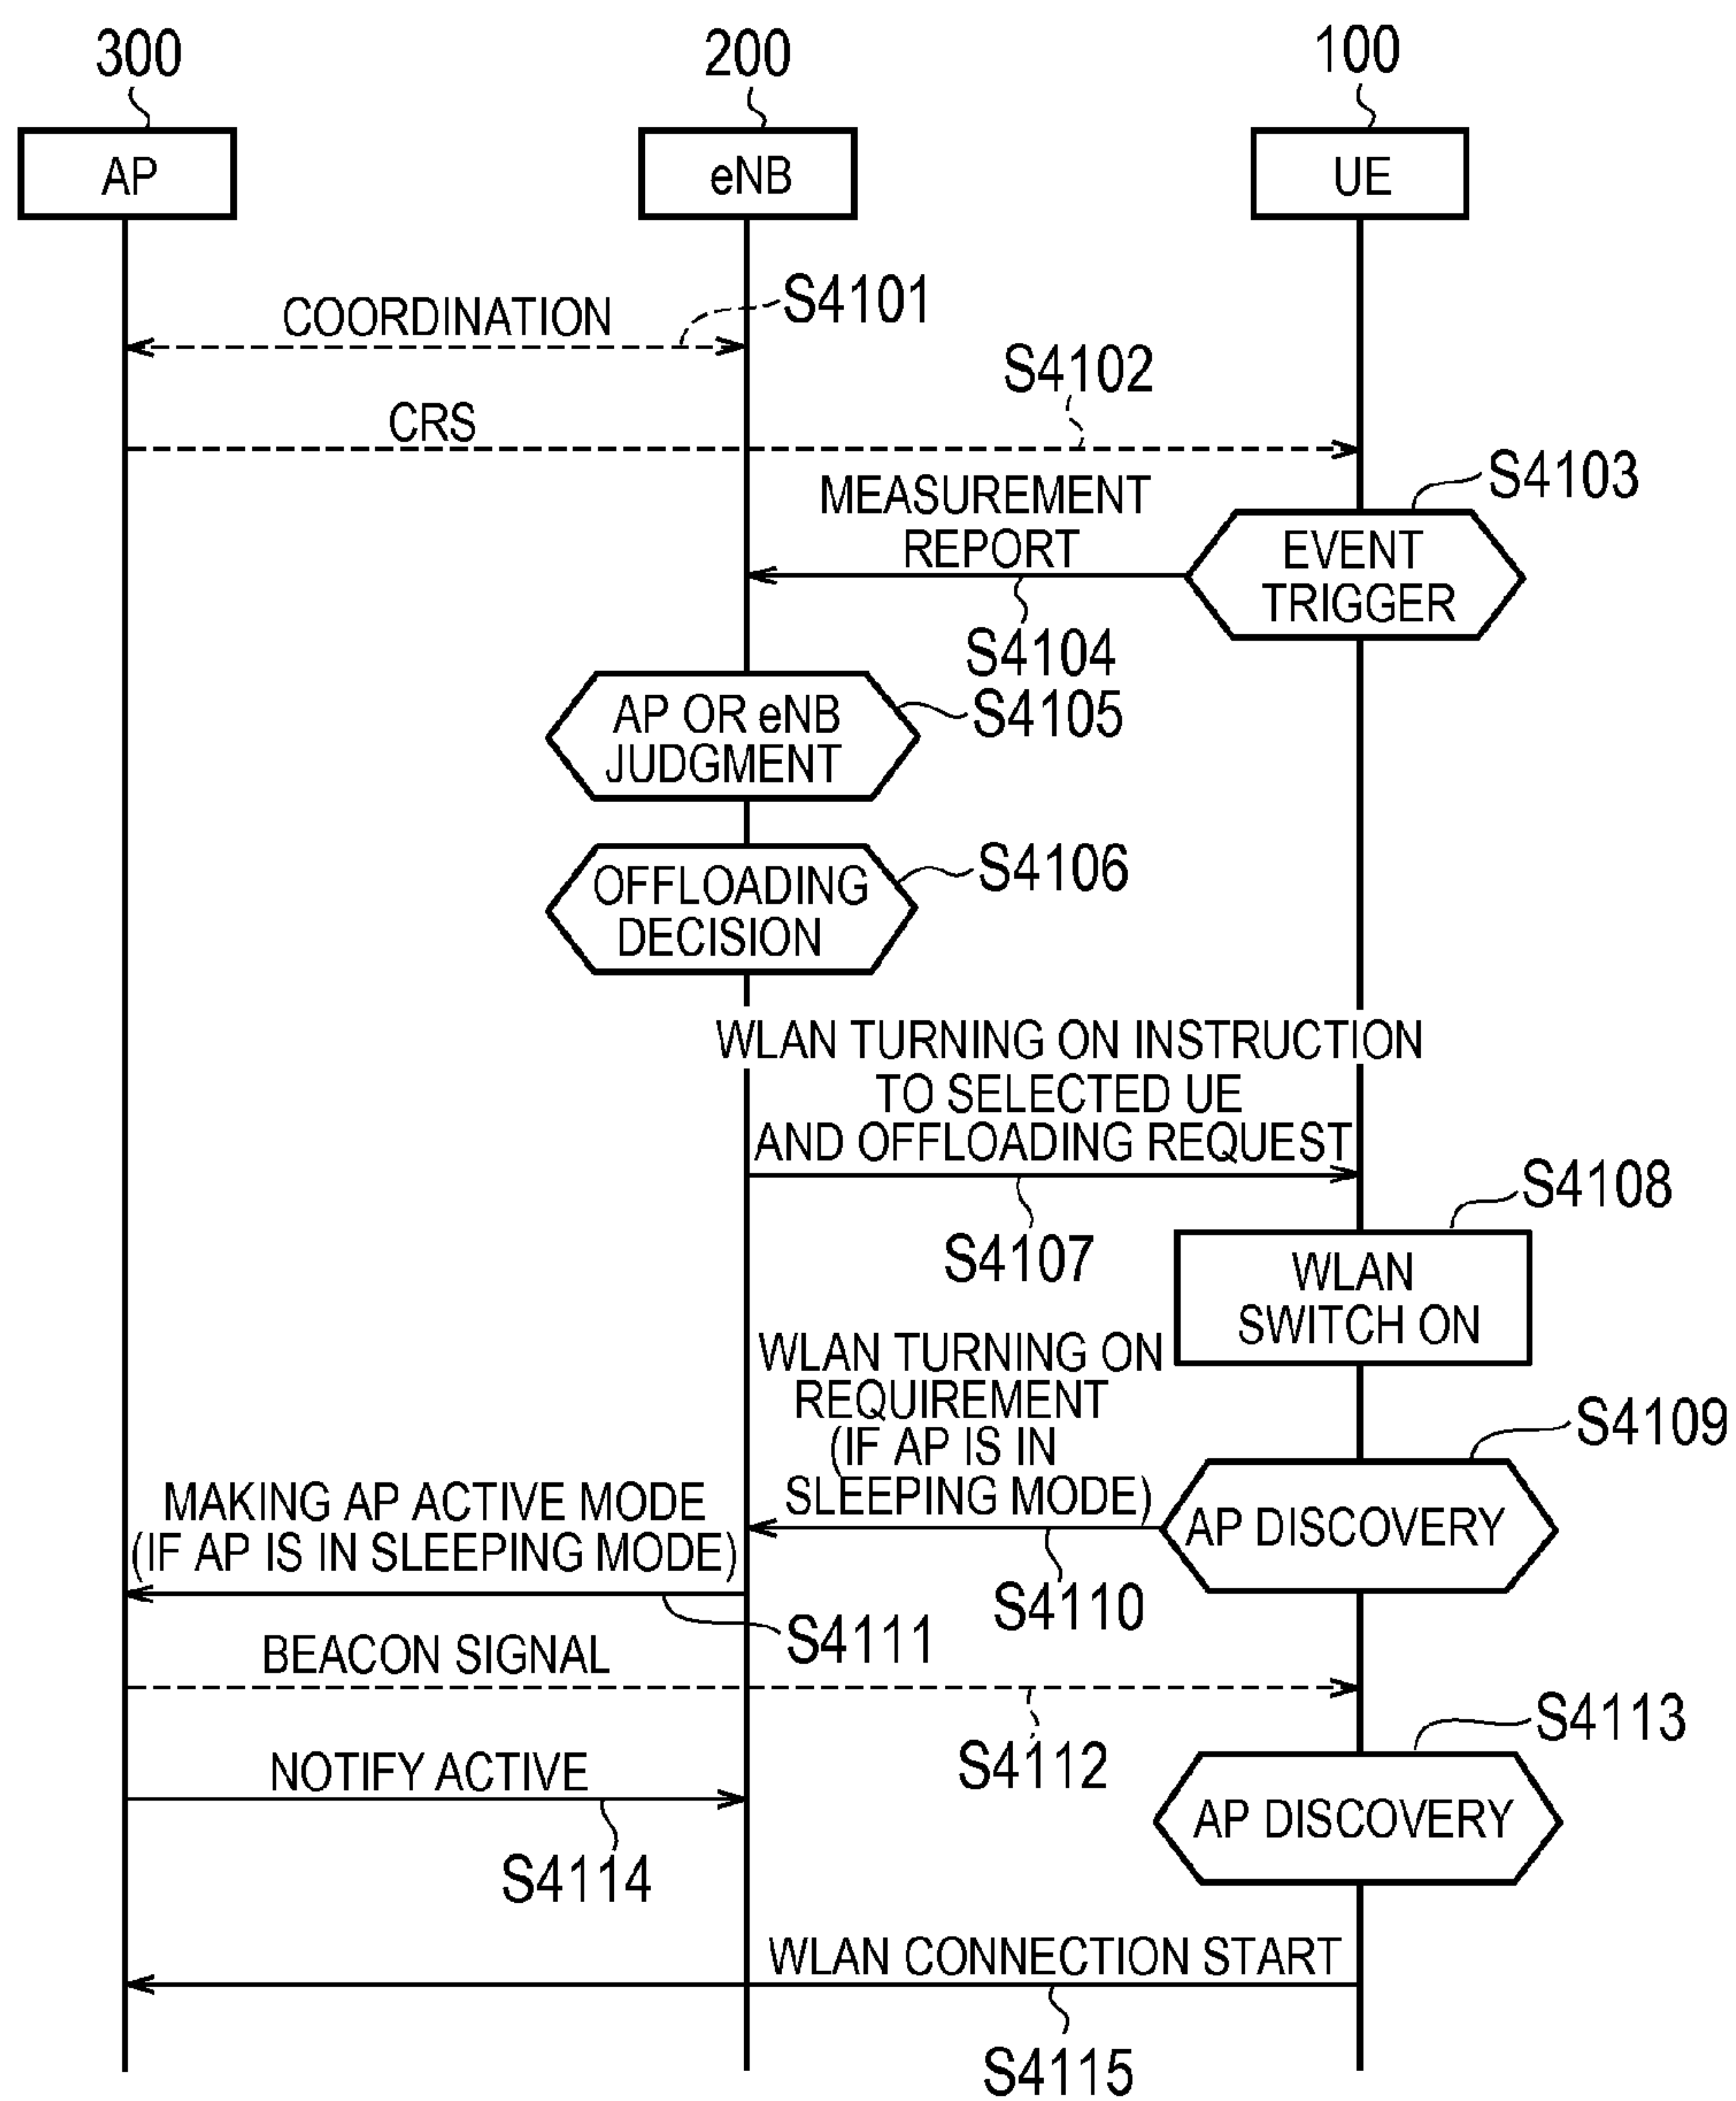 300
200
100
AP
eNB
UE
COORDINATION
S4101
CRS
S4102
S4103
MEASUREMENT
REPORT
EVENT
TRIGGER
S4104
AP OR eNB
JUDGMENT
S4105
OFFLOADING
DECISION
S4106
WLAN TURNING ON INSTRUCTION
TO SELECTED UE
AND OFFLOADING REQUEST
S4107
S4108
WLAN
SWITCH ON
WLAN TURNING ON
REQUIREMENT
(IF AP IS IN
SLEEPING MODE)
S4109
AP DISCOVERY
S4110
MAKING AP ACTIVE MODE
(IF AP IS IN SLEEPING MODE)
S4111
BEACON SIGNAL
S4112
S4113
AP DISCOVERY
NOTIFY ACTIVE
S4114
WLAN CONNECTION START
S4115